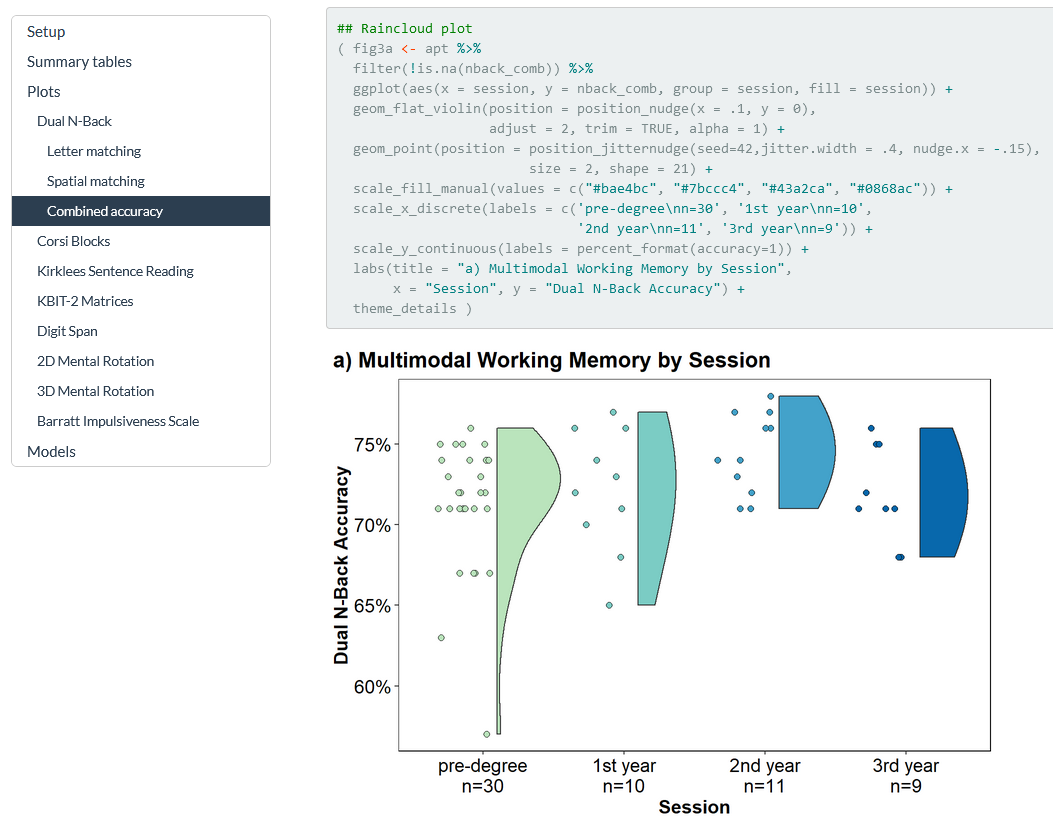 Setup
Summary tables
Plots
Dual N-Back
Letter matching
Spatial matching
Combined accuracy
Corsi Blocks
Kirklees Sentence Reading
KBIT-2 Matrices
Digit Span
2D Mental Rotation
3D Mental Rotation
Barratt Impulsiveness Scale
Models
## Raincloud plot
( fig3a <- apt %>%
filter(!is.na(nback_comb)) %>%
ggplot(aes(x = session, y = nback_comb, group = session, fill = session)) +
geom_flat_violin(position = position_nudge(x = .1, y = 0),
adjust = 2, trim = TRUE, alpha = 1) +
geom_point(position = position_jitternudge(seed=42,jitter.width = .4, nudge.x = -.15),
size = 2, shape = 21) +
scale_fill_manual(values = c("#bae4bc", "#7bccc4", "#43a2ca", "#0868ac")) +
scale_x_discrete(labels = c('pre-degree\nn=30', '1st year\nn=10',
'2nd year\nn=11', '3rd year\nn=9')) +
scale_y_continuous(labels = percent_format(accuracy=1)) +
labs(title = "a) Multimodal Working Memory by Session",
x = "Session", y = "Dual N-Back Accuracy") +
theme_details )
a) Multimodal Working Memory by Session
Dual N-Back Accuracy
75%
70%
65%
60%
pre-degree 1st year 2nd year 3rd year
n=30 n=10 n=11 n=9
Session